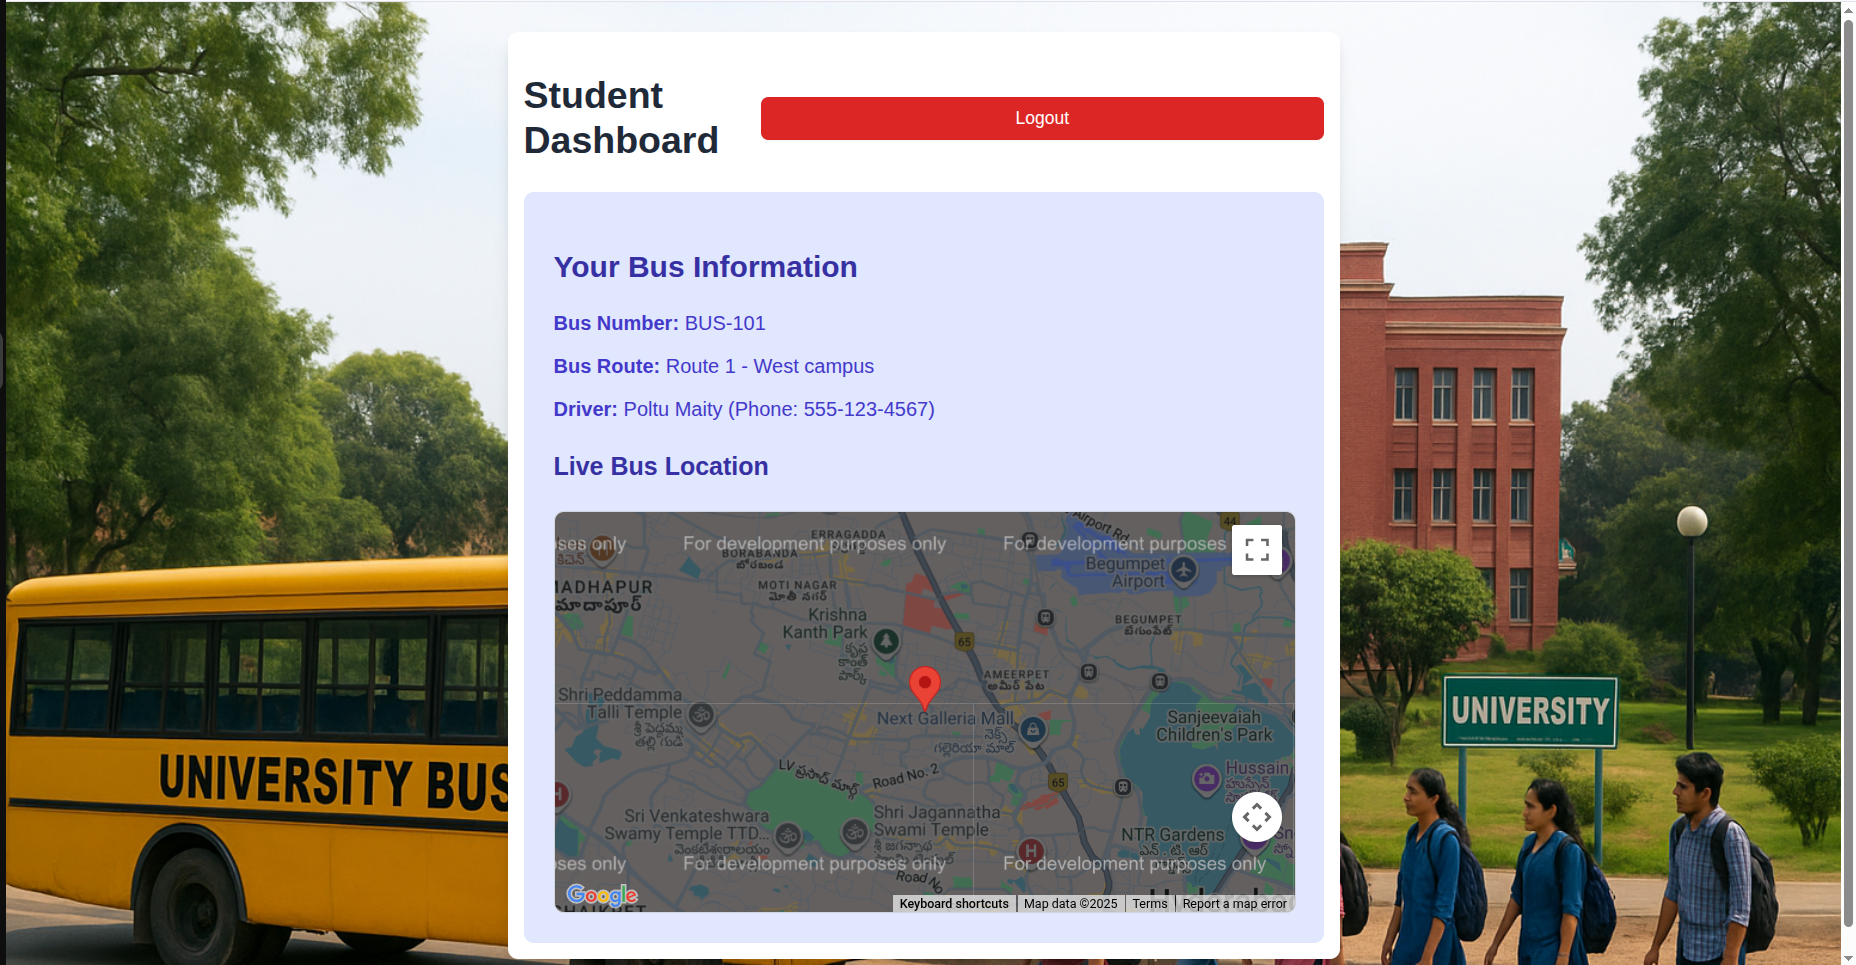 Student
Dashboard
Logout
Your Bus Information
Bus Number: BUS-101
Bus Route: Route 1 - West campus
Driver: Poltu Maity (Phone: 555-123-4567)
Live Bus Location
ses only
For development purposes only
For development purposes
Airport Rd
44
ERRAGADDA
BORABANDA
బోరబండ
MOTI NAGAR
మోతీ నగర్
Begumpet
Airport
MADHAPUR
మాదాపూర్
Krishna
Kanth Park
కృష్ణ
కాంత్
పార్క్
BEGUMPET
బేగంపేట్
65
AMEERPET
అమీర్ పేట
Shri Peddamma
Talli Temple
శ్రీ పెద్దమ్మ
తల్లి గుడి
Next Galleria Mall
నెక్స్ట్
గల్లెరియా మాల్
Sanjeevaiah
Children's Park
LV ప్రసాద్ మార్గ్
Road No. 2
65
Hussain
హుస్సేన్
Sri Venkateshwara
Swamy Temple TTD...
వెంకటేశ్వరాలయం
Shri Jagannatha
Swami Temple
శ్రీ జగన్నాథ
H
NTR Gardens
ఎన్. టి. ఆర్
oses only
For development purposes only
For development purposes only
Road No
Google
Keyboard shortcuts
Map data ©2025
Terms
Report a map error
UNIVERSITY BUS
UNIVERSITY